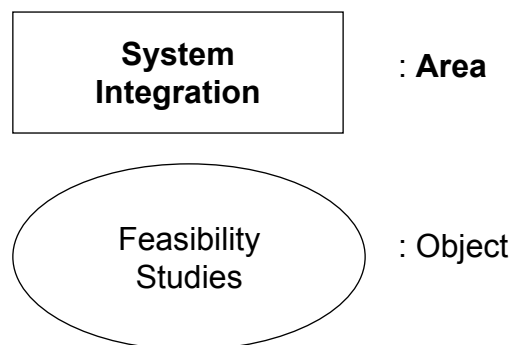 System
Integration
: Area
Feasibility
Studies
: Object